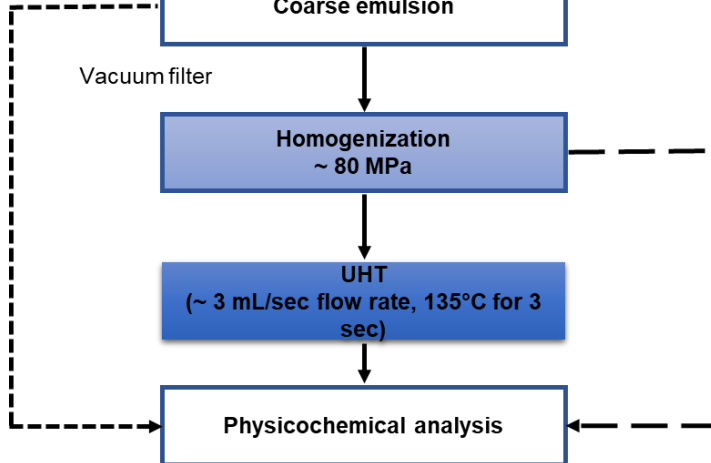 Coarse emulsion
Vacuum filter
Homogenization
~ 80 MPa
UHT
(~ 3 mL/sec flow rate, 135°C for 3
sec)
Physicochemical analysis